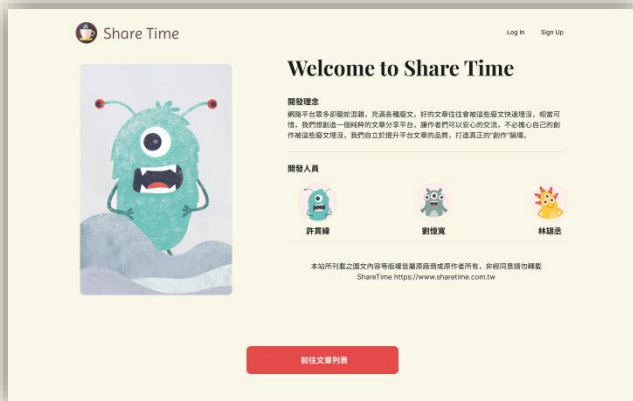 Share Time
Log In
Sign Up
Welcome to Share Time
開發理念
網路平台眾多卻龍蛇混雜，充滿各種廢文，好的文章往往會被這些廢文快速埋沒，相當可
惜，我們想創造一個純粹的文章分享平台，讓作者們可以安心的交流，不必擔心自己的創
作被這些廢文埋沒，我們自立於提升平台文章的品質，打造真正的"創作"論壇。
開發人員
許貫緯
劉愷寬
林胡丞
本站所刊載之圖文內容等版權皆屬原廠商或原作者所有，非經同意請勿轉載
ShareTime https://www.sharetime.com.tw
前往文章列表